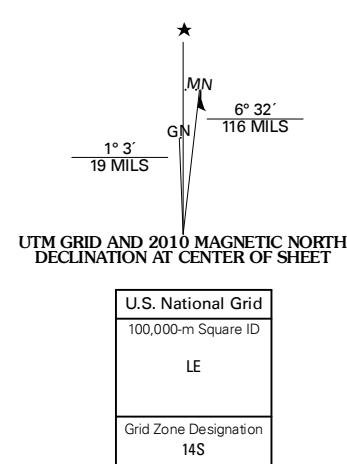 MN
GN
6° 32´
116 MILS
1° 3´
19 MILS
UTM GRID AND 2010 MAGNETIC NORTH
DECLINATION AT CENTER OF SHEET
U.S. National Grid
100,000-m Square ID
LE
Grid Zone Designation
14S